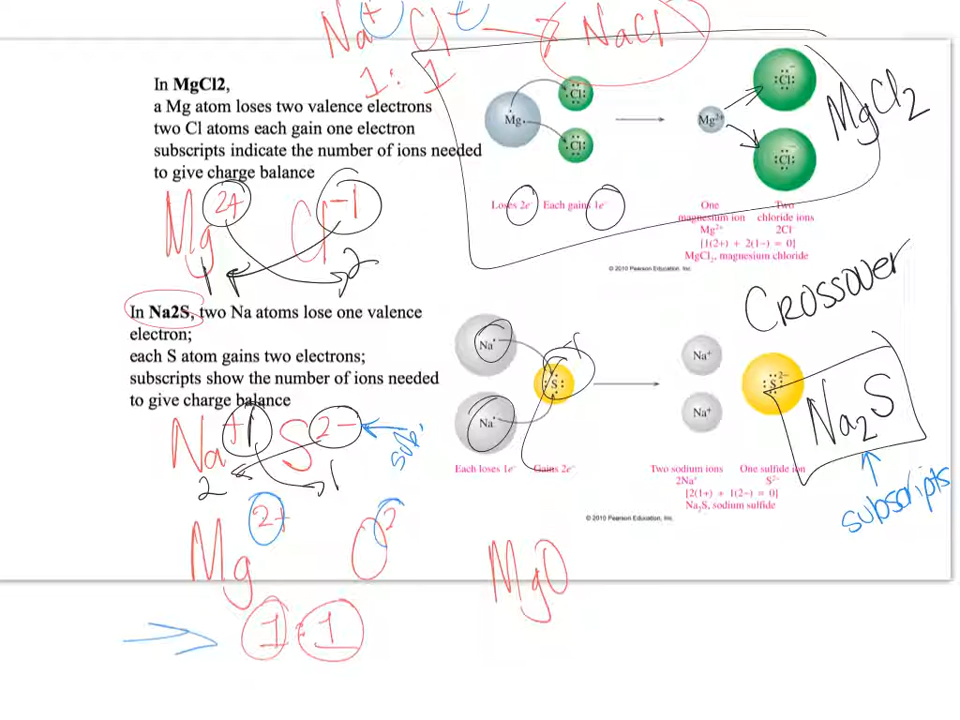 Na+ Cl- → NaCl
1 : 1
In MgCl2,
a Mg atom loses two valence electrons
two Cl atoms each gain one electron
subscripts indicate the number of ions needed
to give charge balance
Mg 2+ Cl -1
1 2
Mg· :Cl: :Cl:
Mg2+ :Cl:- :Cl:-
MgCl2
Loses 2e- Each gains 1e-
One magnesium ion
Mg2+
Two chloride ions
2Cl-
[1(2+) + 2(1−) = 0]
MgCl2, magnesium chloride
© 2010 Pearson Education, Inc.
Crossover
In Na2S, two Na atoms lose one valence
electron;
each S atom gains two electrons;
subscripts show the number of ions needed
to give charge balance
Na +1 S 2-
2 1
Na· Na· :S:
Na+ Na+ :S: 2-
Na2S
subscripts
Each loses 1e- Gains 2e-
Two sodium ions
2Na+
One sulfide ion
S2-
[2(1+) + 1(2−) = 0]
Na2S, sodium sulfide
© 2010 Pearson Education, Inc.
Mg 2+ O 2
MgO
1 : 1